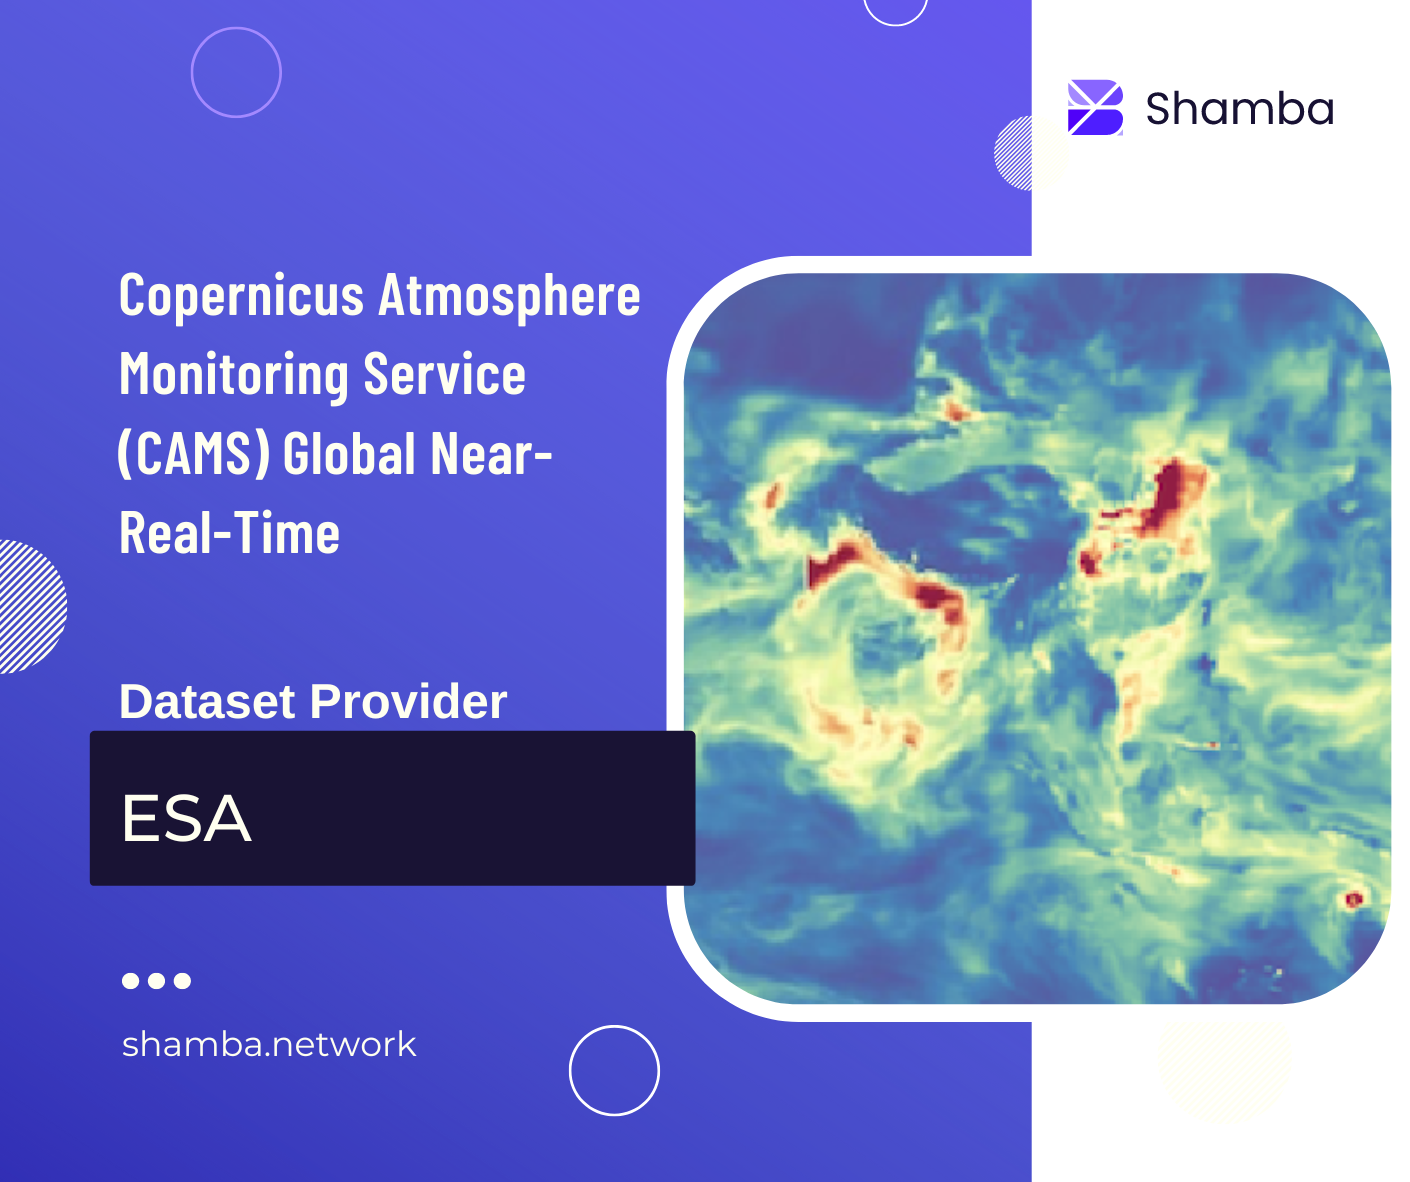 Shamba
Copernicus Atmosphere
Monitoring Service
(CAMS) Global Near-
Real-Time
Dataset Provider
ESA
shamba.network